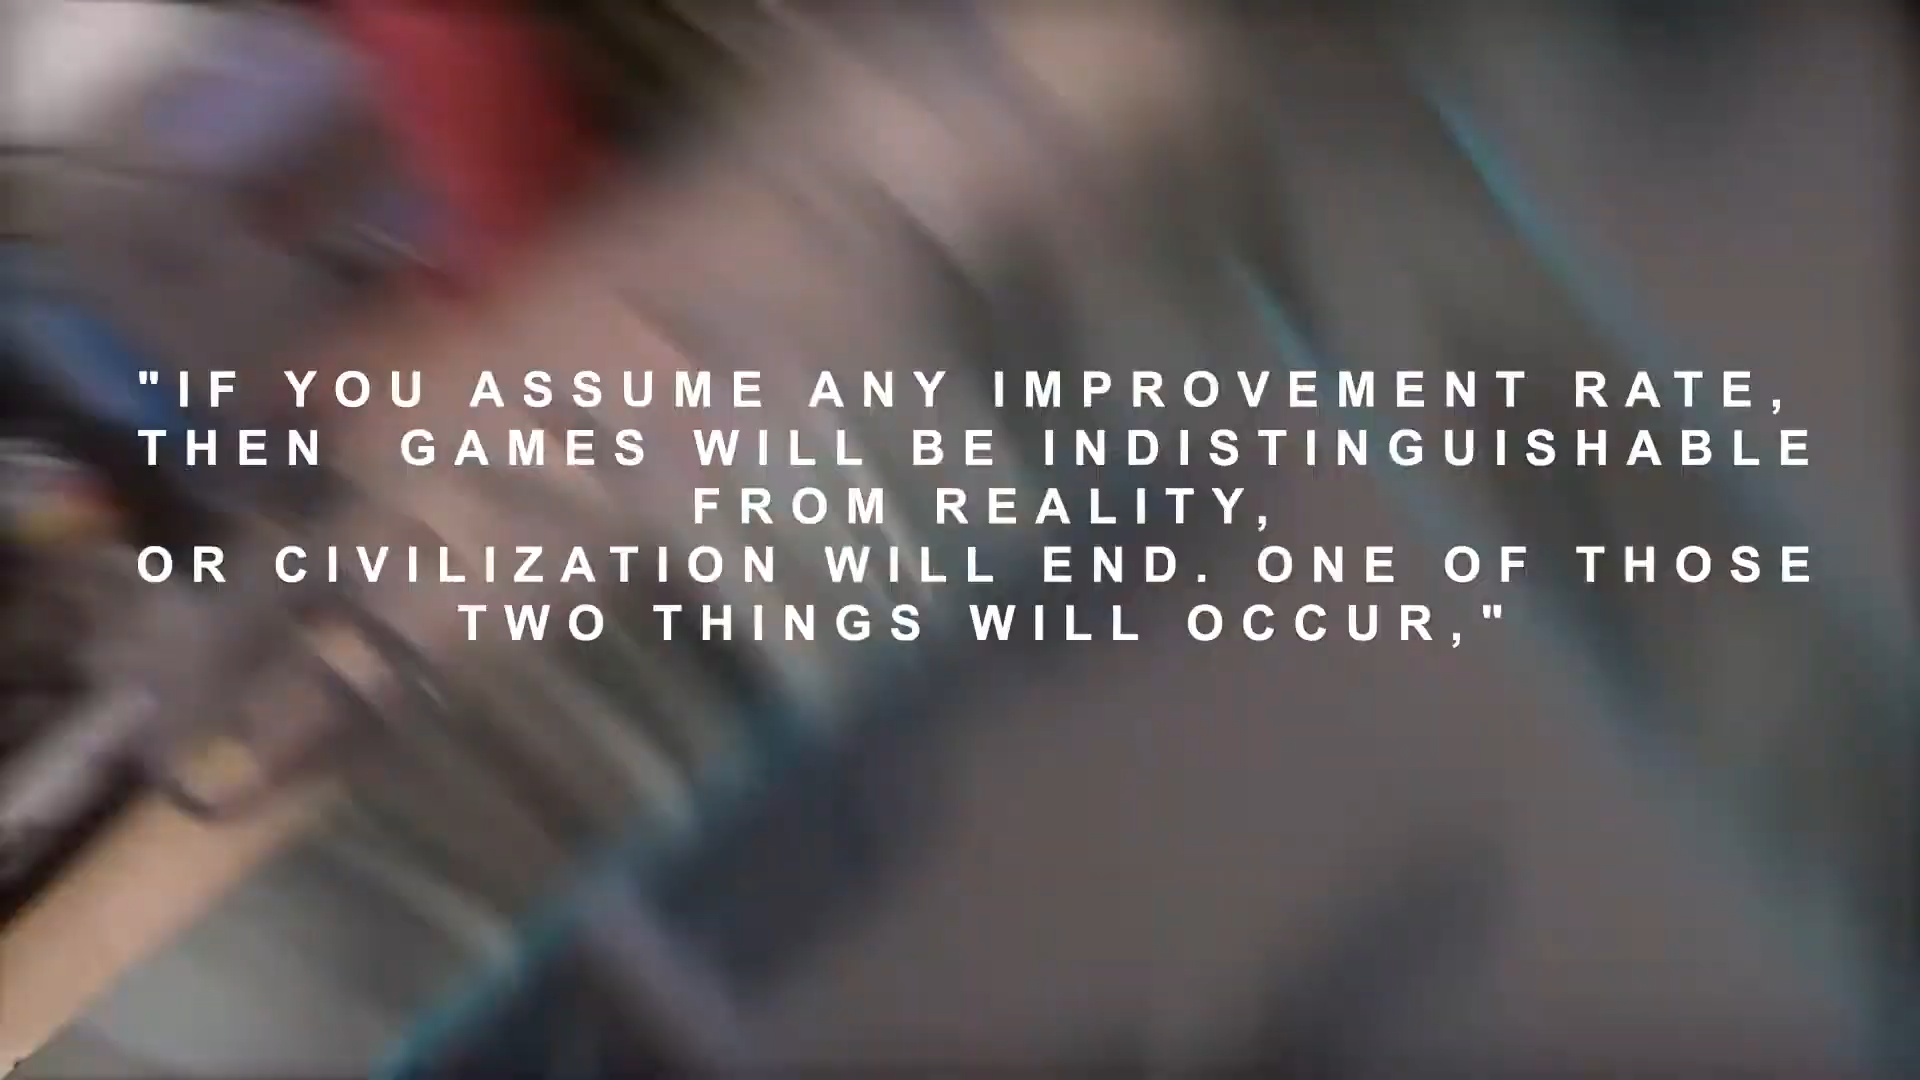 "IF YOU ASSUME ANY IMPROVEMENT RATE,
THEN GAMES WILL BE INDISTINGUISHABLE
FROM REALITY,
OR CIVILIZATION WILL END. ONE OF THOSE
TWO THINGS WILL OCCUR,"